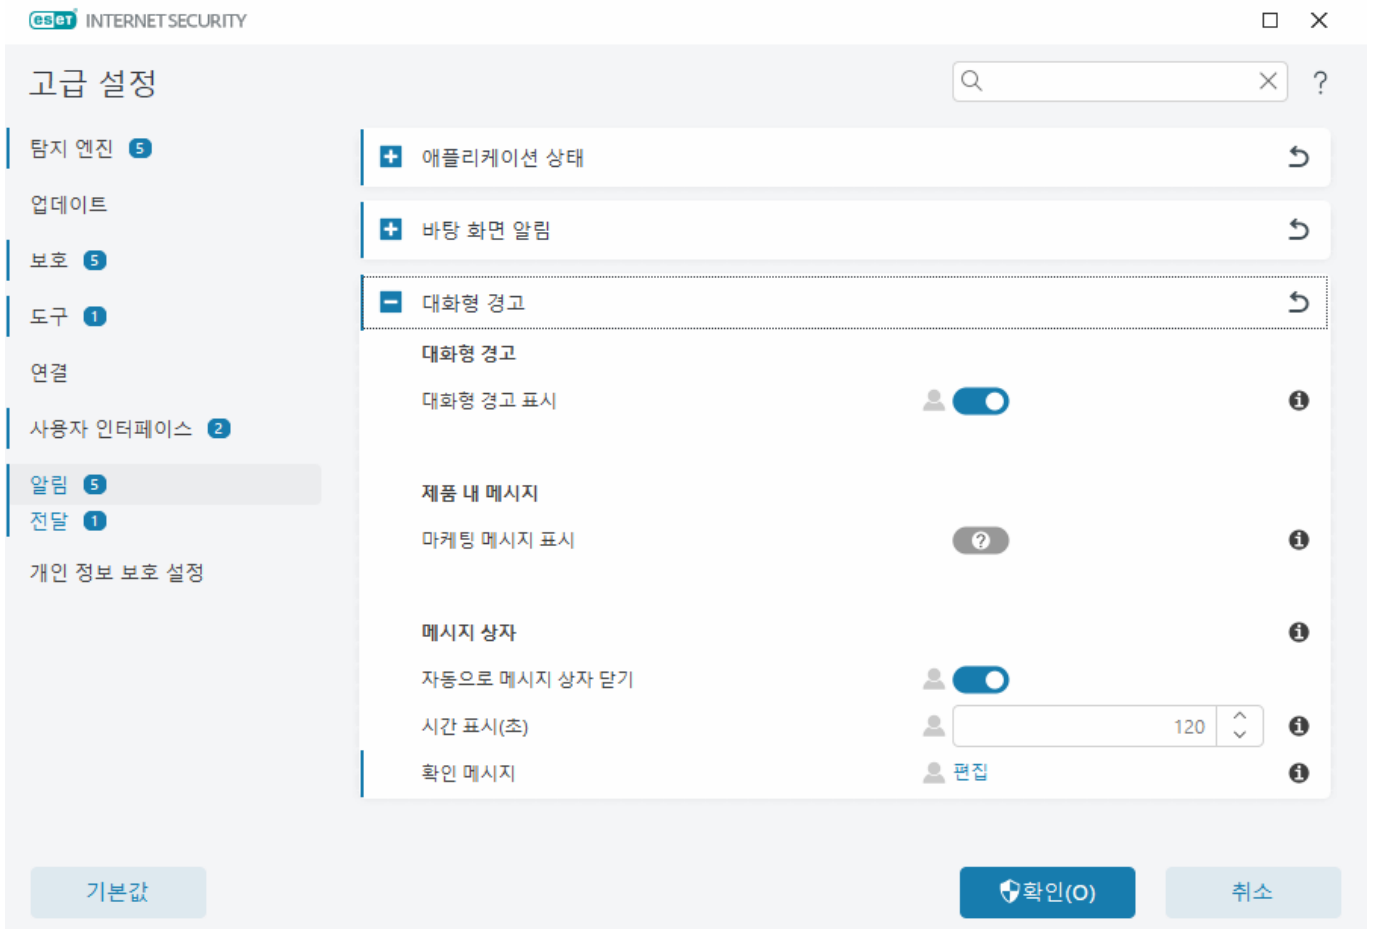 eset INTERNET SECURITY
고급 설정
?
탐지 엔진 5
업데이트
보호 5
도구 1
연결
사용자 인터페이스 2
알림 5
전달 1
개인 정보 보호 설정
애플리케이션 상태
바탕 화면 알림
대화형 경고
대화형 경고
대화형 경고 표시
제품 내 메시지
마케팅 메시지 표시 ?
메시지 상자
자동으로 메시지 상자 닫기
시간 표시(초) 120
확인 메시지 편집
기본값
확인(O)
취소